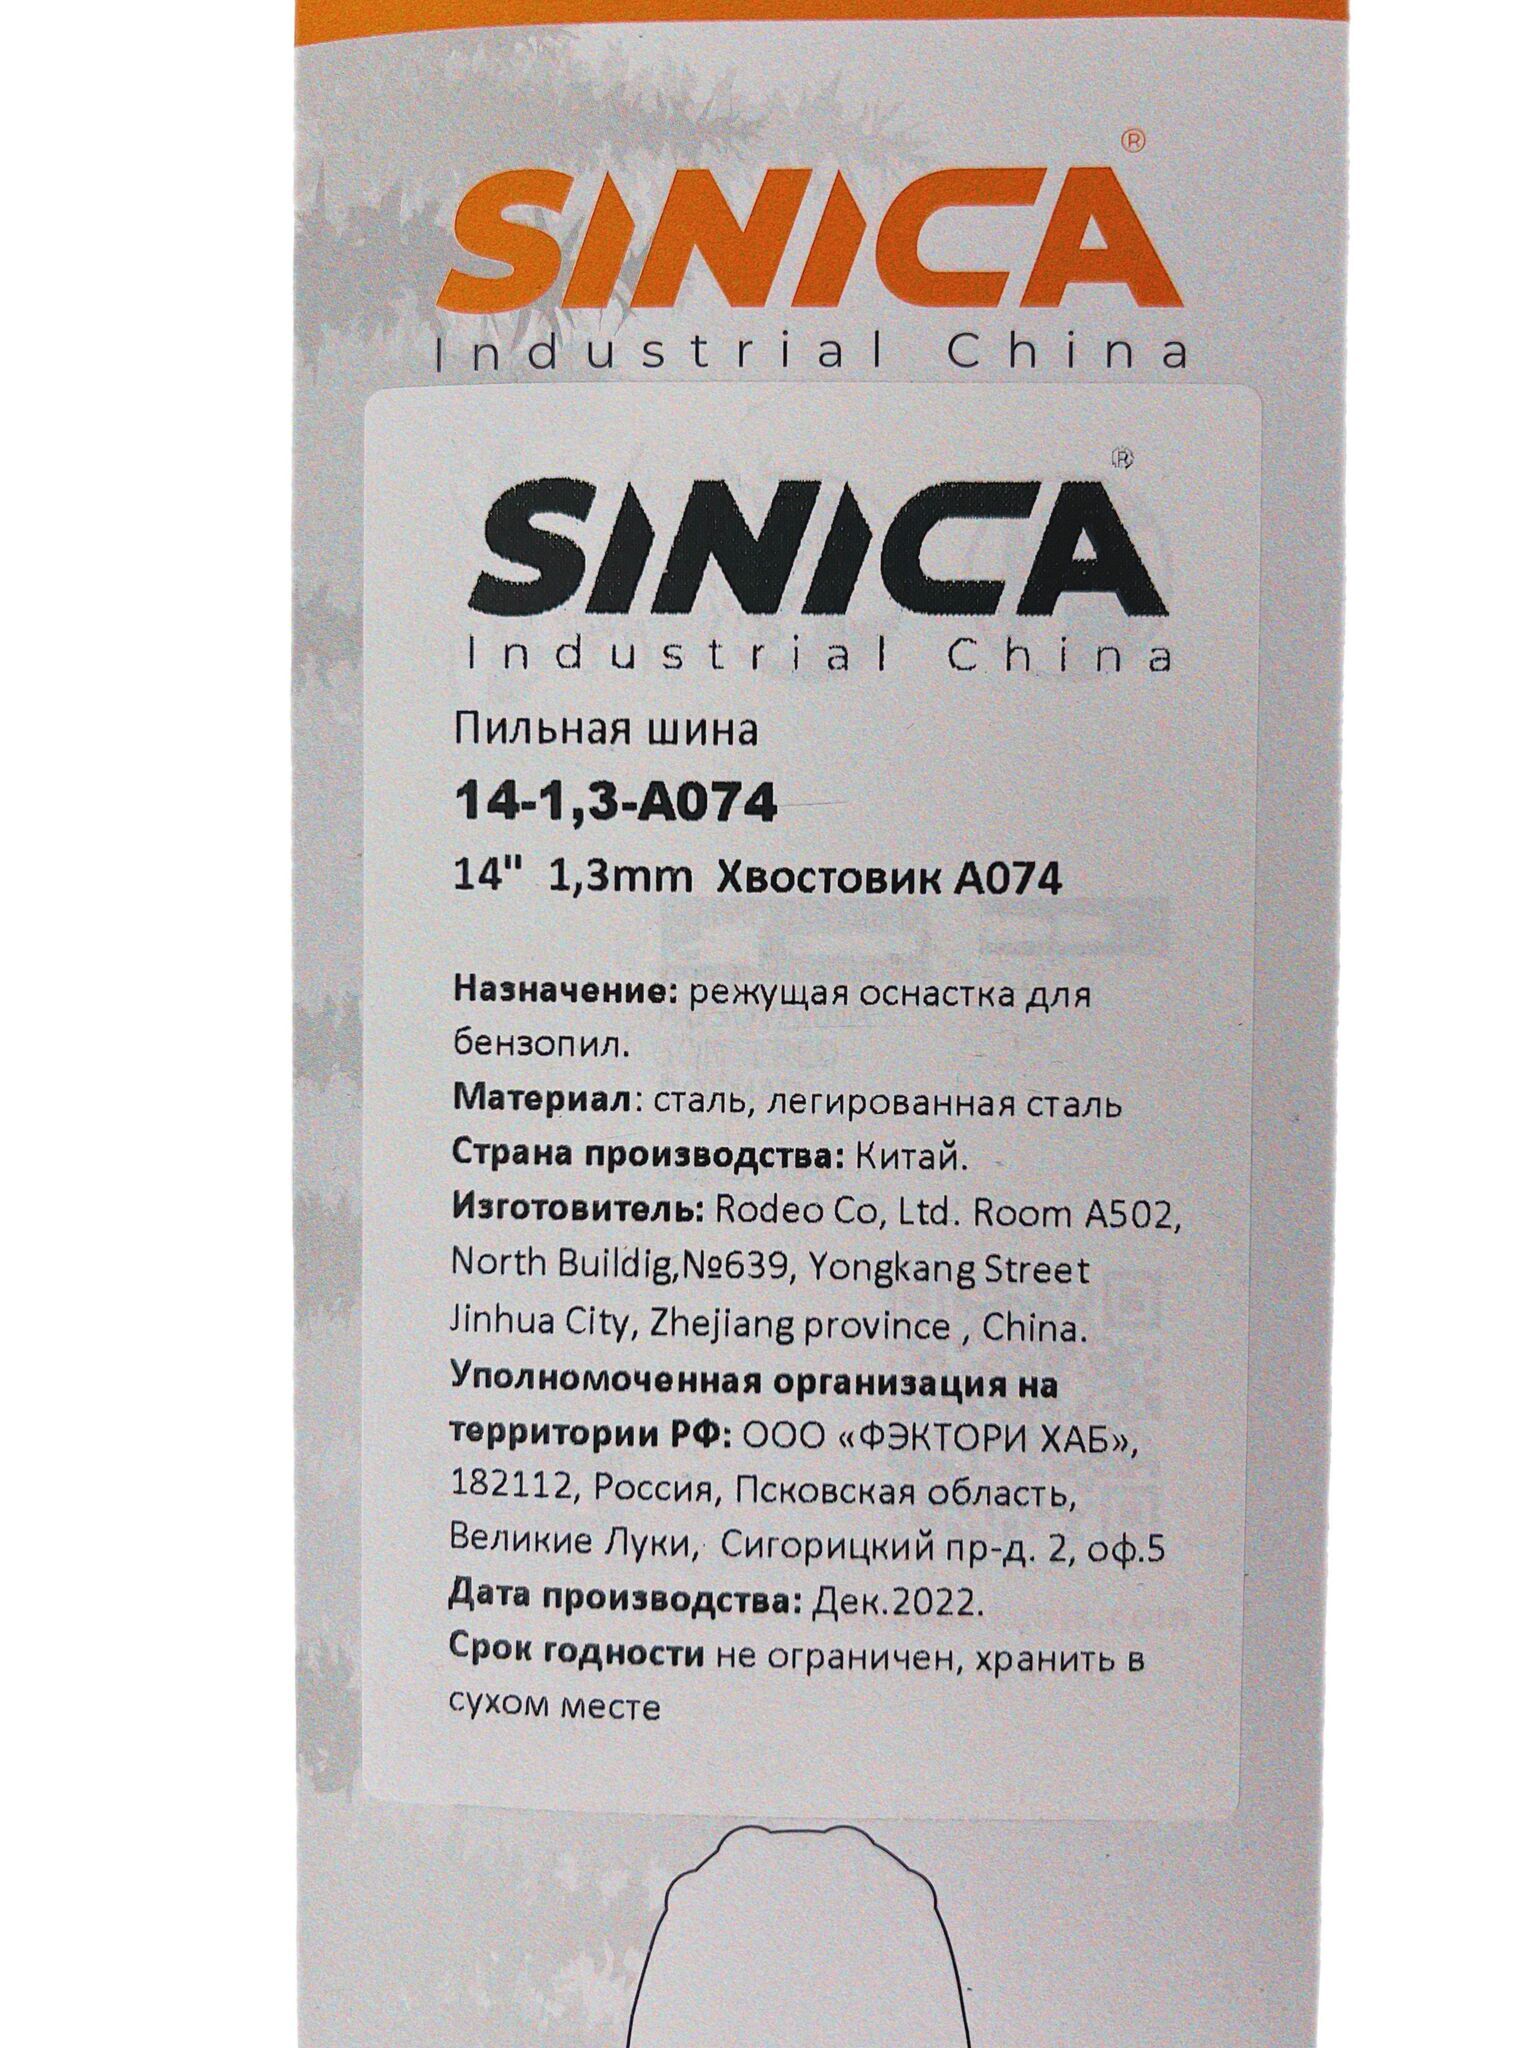 SINICA®
Industrial China
SINICA®
Industrial China
Пильная шина
14-1,3-A074
14" 1,3mm Хвостовик A074
Назначение: режущая оснастка для
бензопил.
Материал: сталь, легированная сталь
Страна производства: Китай.
Изготовитель: Rodeo Co, Ltd. Room A502,
North Buildig,№639, Yongkang Street
Jinhua City, Zhejiang province , China.
Уполномоченная организация на
территории РФ: ООО «ФЭКТОРИ ХАБ»,
182112, Россия, Псковская область,
Великие Луки, Сигорицкий пр-д. 2, оф.5
Дата производства: Дек.2022.
Срок годности не ограничен, хранить в
сухом месте